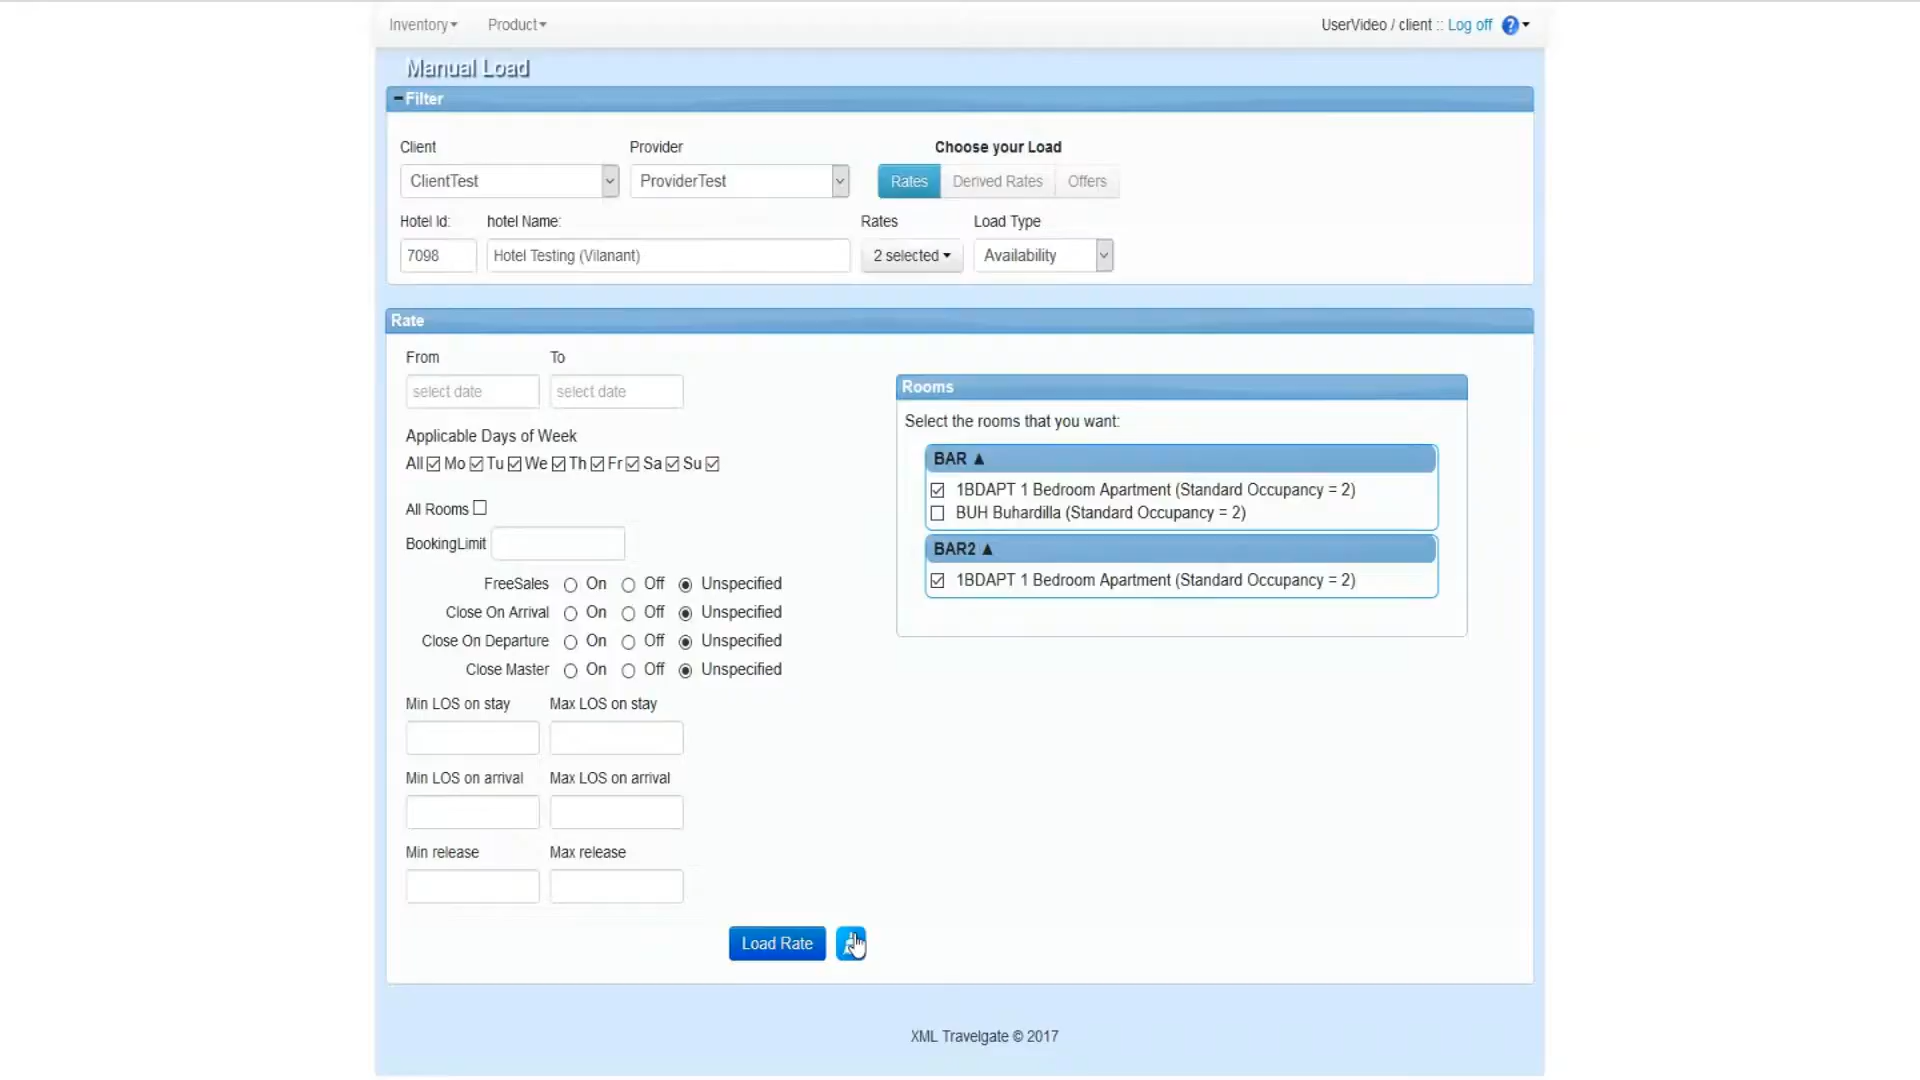 Inventory Product UserVideo / client :: Log off ?
Manual Load
Filter
Client Provider Choose your Load
ClientTest ProviderTest Rates Derived Rates Offers
Hotel Id: hotel Name: Rates Load Type
7098 Hotel Testing (Vilanant) 2 selected Availability
Rate
From To
select date select date
Rooms
Select the rooms that you want:
Applicable Days of Week
All Mo Tu We Th Fr Sa Su
BAR ▲
1BDAPT 1 Bedroom Apartment (Standard Occupancy = 2)
BUH Buhardilla (Standard Occupancy = 2)
BAR2 ▲
1BDAPT 1 Bedroom Apartment (Standard Occupancy = 2)
All Rooms
BookingLimit
FreeSales On Off Unspecified
Close On Arrival On Off Unspecified
Close On Departure On Off Unspecified
Close Master On Off Unspecified
Min LOS on stay Max LOS on stay
Min LOS on arrival Max LOS on arrival
Min release Max release
Load Rate
XML Travelgate © 2017